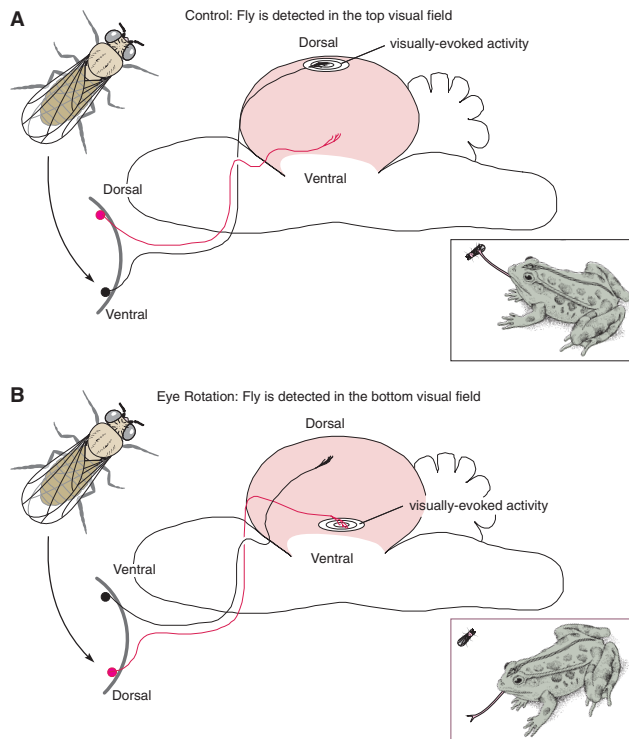 A
Control: Fly is detected in the top visual field
Dorsal
visually-evoked activity
Ventral
Dorsal
Ventral
B
Eye Rotation: Fly is detected in the bottom visual field
Dorsal
visually-evoked activity
Ventral
Ventral
Dorsal